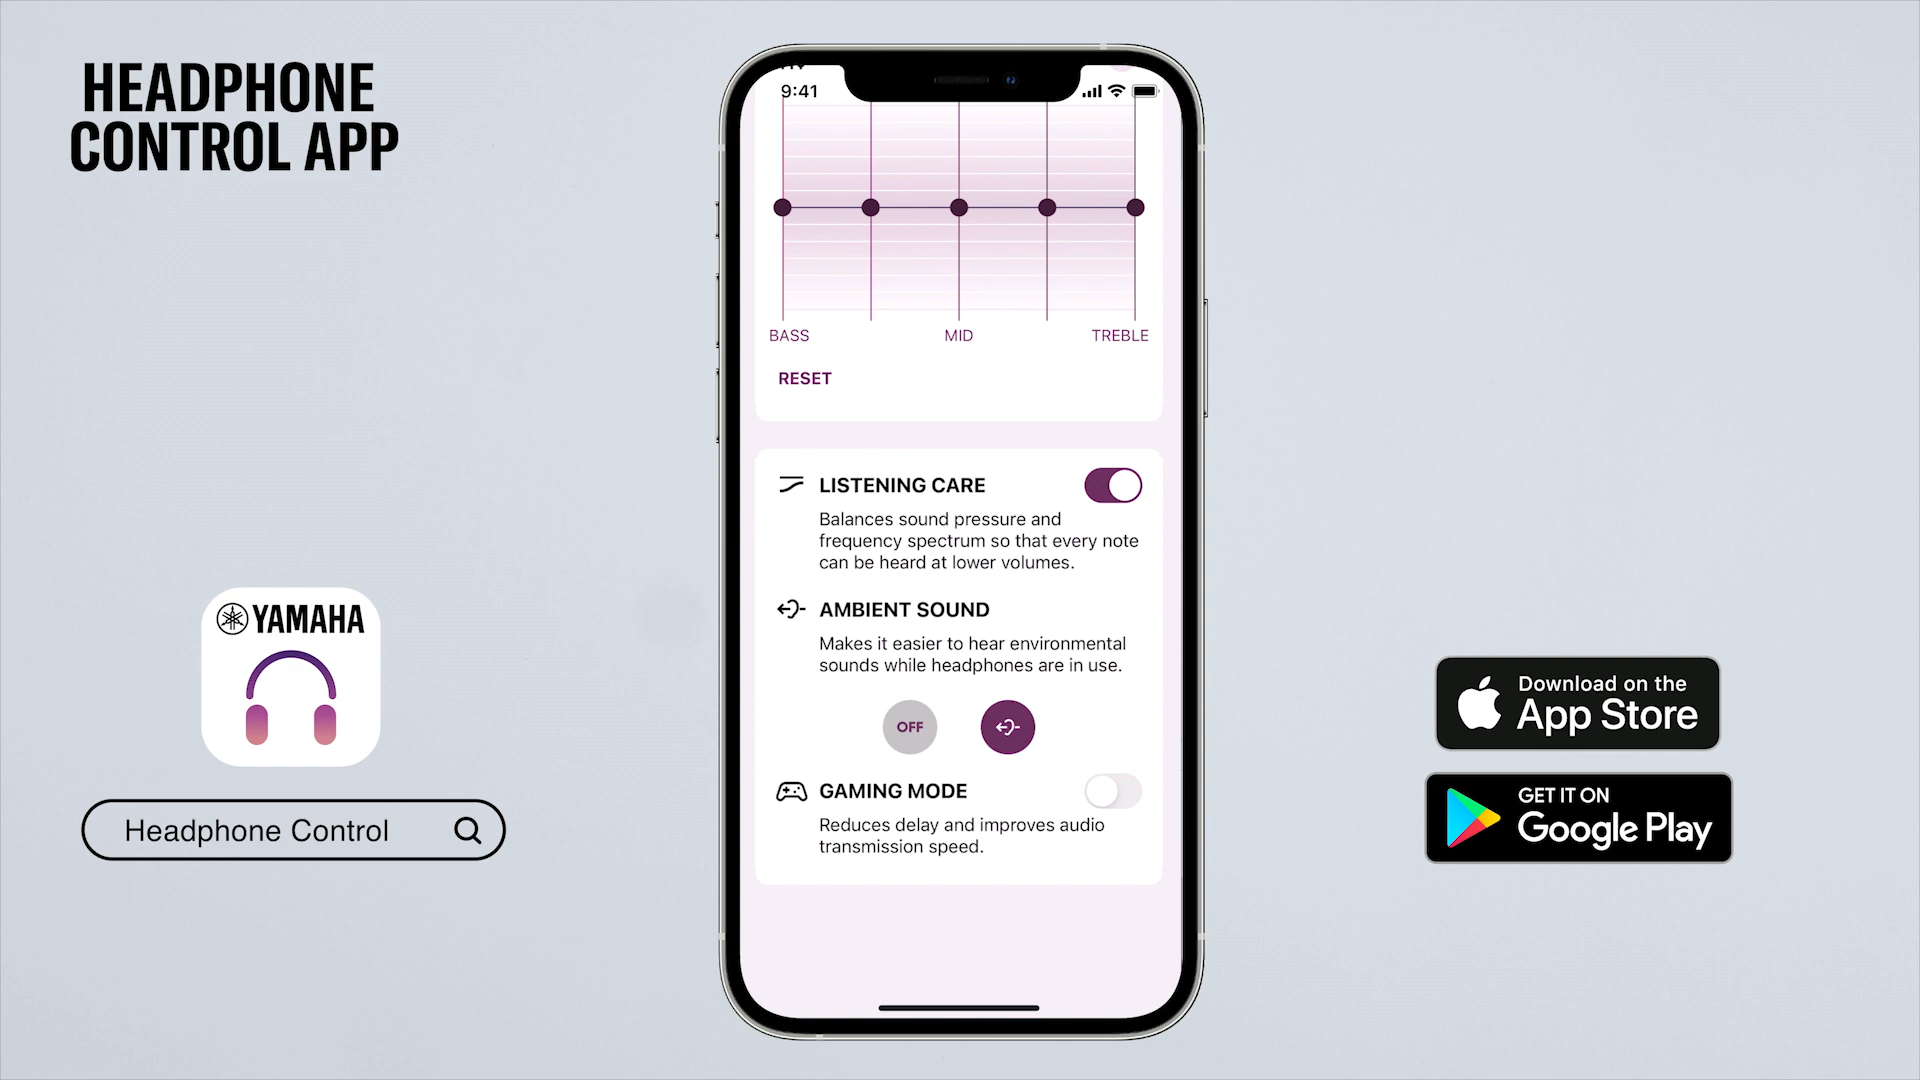 HEADPHONE
CONTROL APP
YAMAHA
Headphone Control
9:41
BASS MID TREBLE
RESET
LISTENING CARE
Balances sound pressure and
frequency spectrum so that every note
can be heard at lower volumes.
AMBIENT SOUND
Makes it easier to hear environmental
sounds while headphones are in use.
OFF
GAMING MODE
Reduces delay and improves audio
transmission speed.
Download on the
App Store
GET IT ON
Google Play